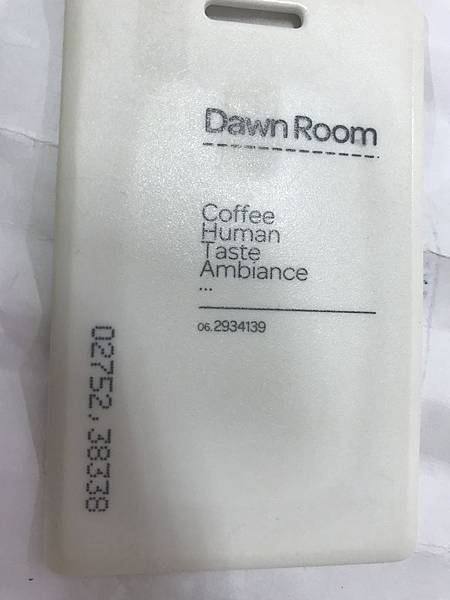 Dawn Room
Coffee
Human
Taste
Ambiance
...
06.2934139
02752,38338